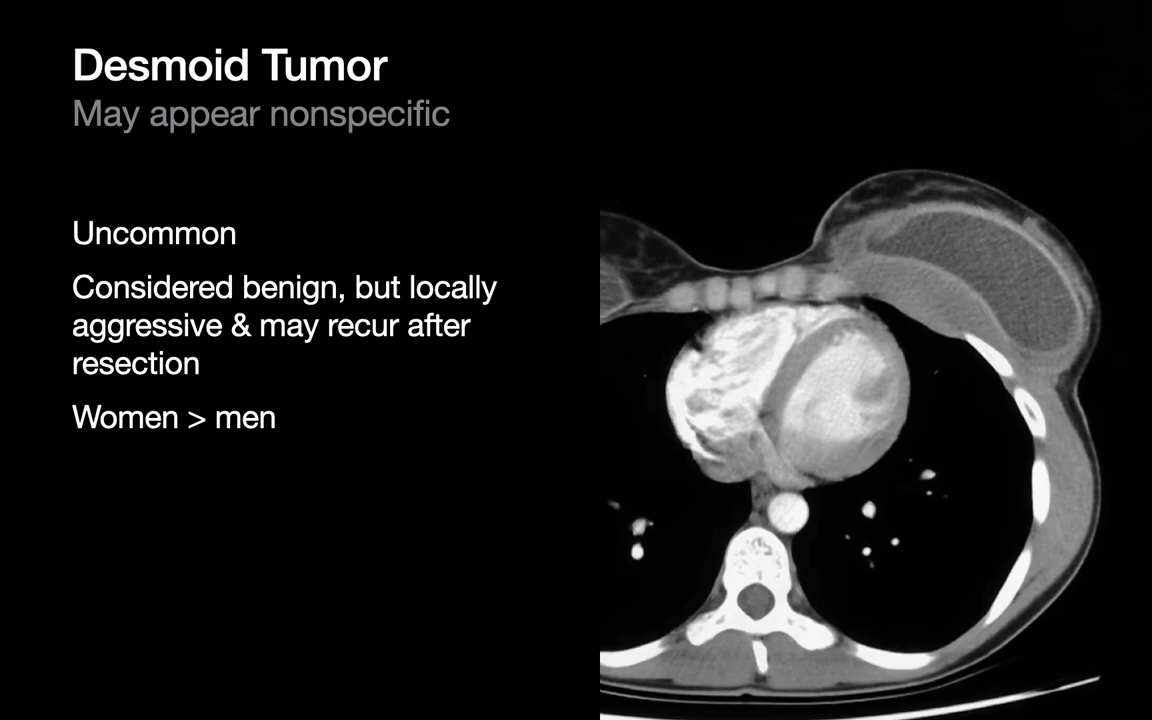 Desmoid Tumor
May appear nonspecific
Uncommon
Considered benign, but locally
aggressive & may recur after
resection
Women > men